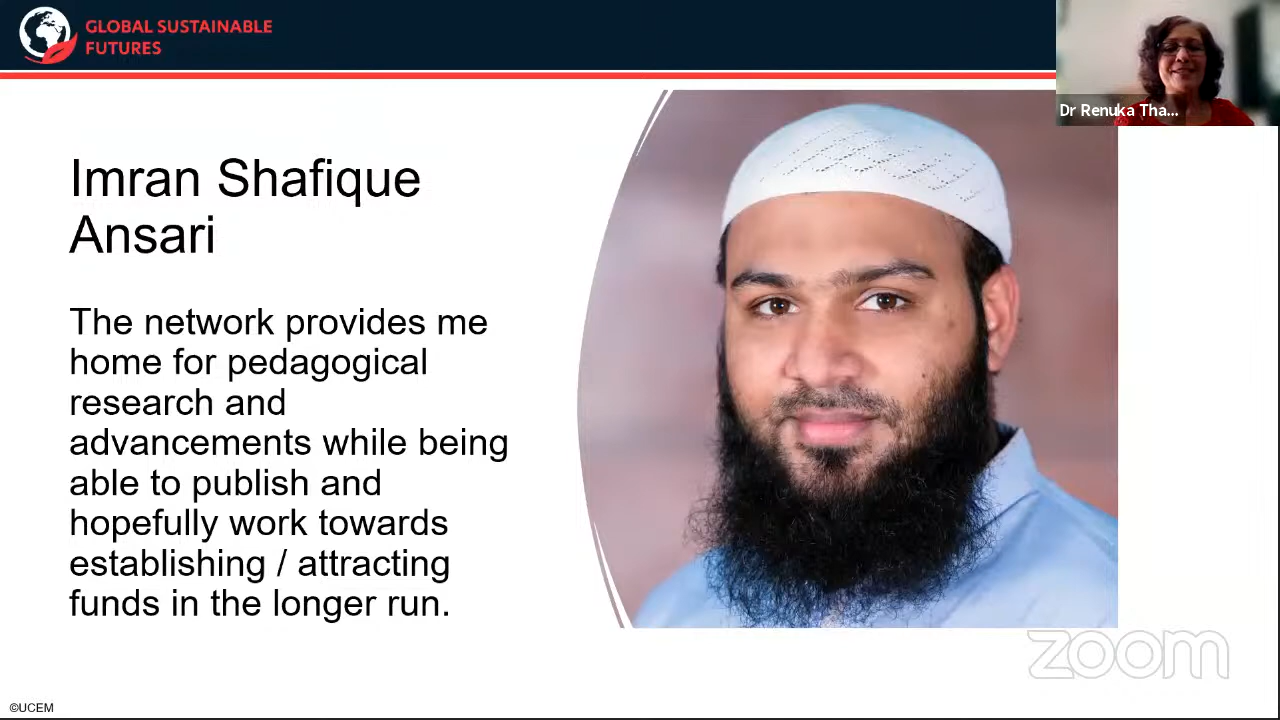 GLOBAL SUSTAINABLE
FUTURES
Dr Renuka Tha...
Imran Shafique
Ansari
The network provides me
home for pedagogical
research and
advancements while being
able to publish and
hopefully work towards
establishing / attracting
funds in the longer run.
zoom
©UCEM